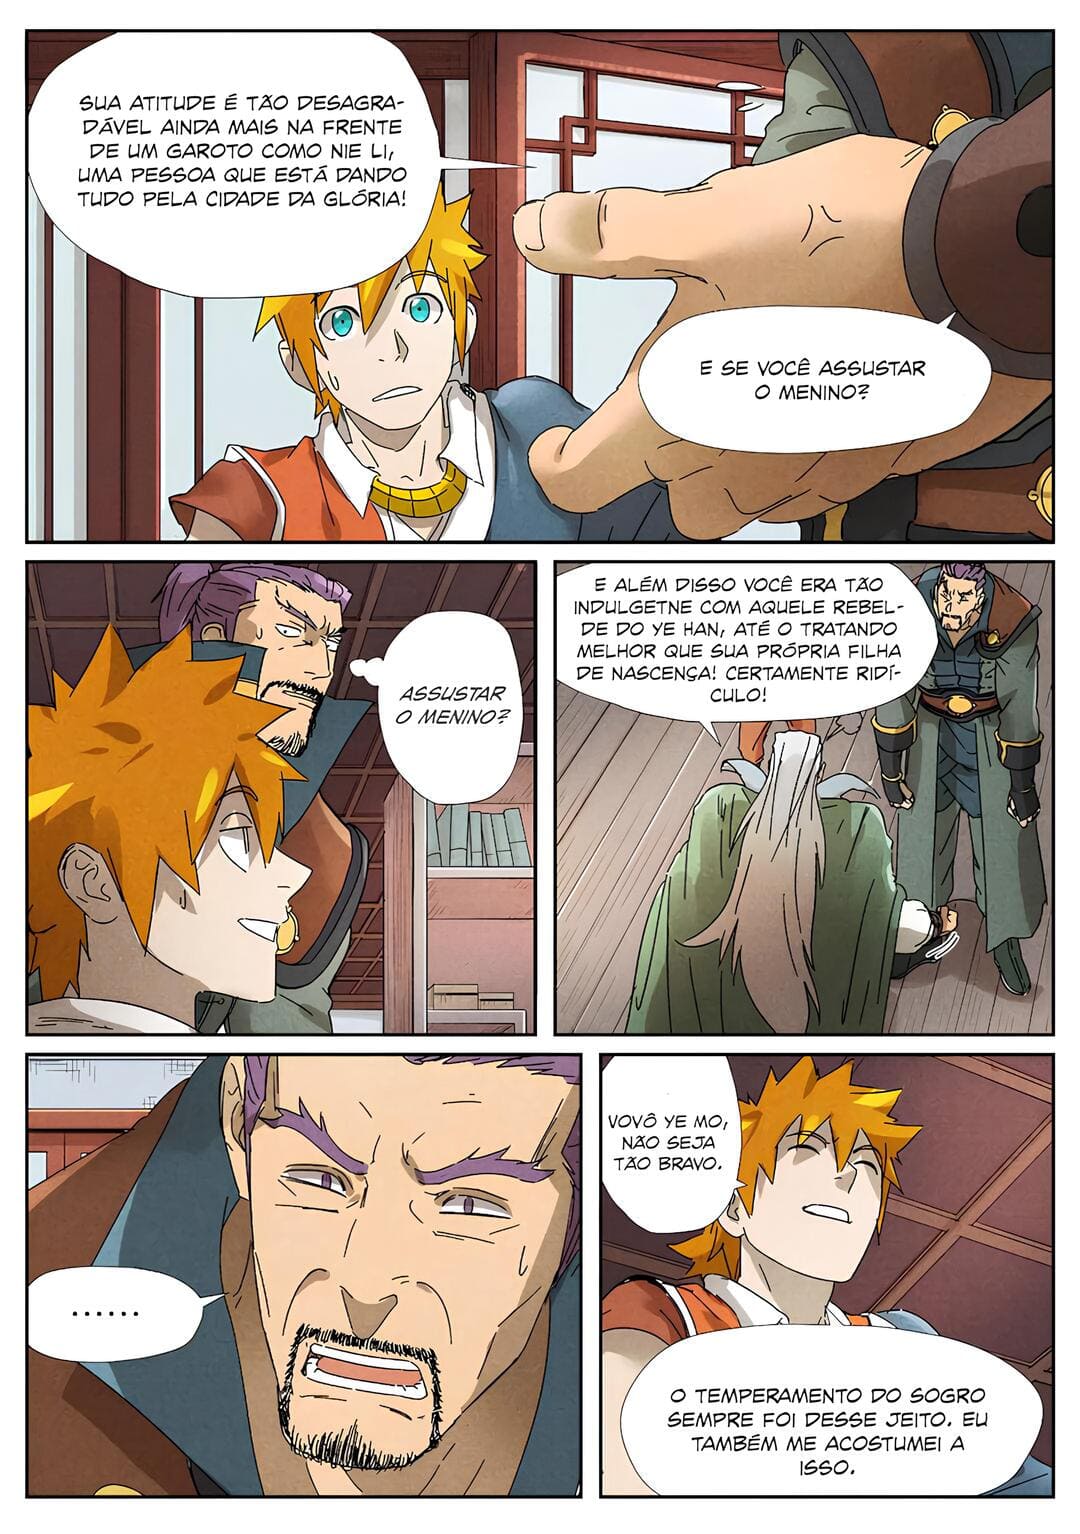 SUA ATITUDE É TÃO DESAGRA-
DÁVEL AINDA MAIS NA FRENTE
DE UM GAROTO COMO NIE LI,
UMA PESSOA QUE ESTÁ DANDO
TUDO PELA CIDADE DA GLÓRIA!
E SE VOCÊ ASSUSTAR
O MENINO?
ASSUSTAR
O MENINO?
E ALÉM DISSO VOCÊ ERA TÃO
INDULGETNE COM AQUELE REBEL-
DE DO YE HAN, ATÉ O TRATANDO
MELHOR QUE SUA PRÓPRIA FILHA
DE NASCENÇA! CERTAMENTE RIDÍ-
CULO!
......
VOVÔ YE MO,
NÃO SEJA
TÃO BRAVO.
O TEMPERAMENTO DO SOGRO
SEMPRE FOI DESSE JEITO. EU
TAMBÉM ME ACOSTUMEI A
ISSO.